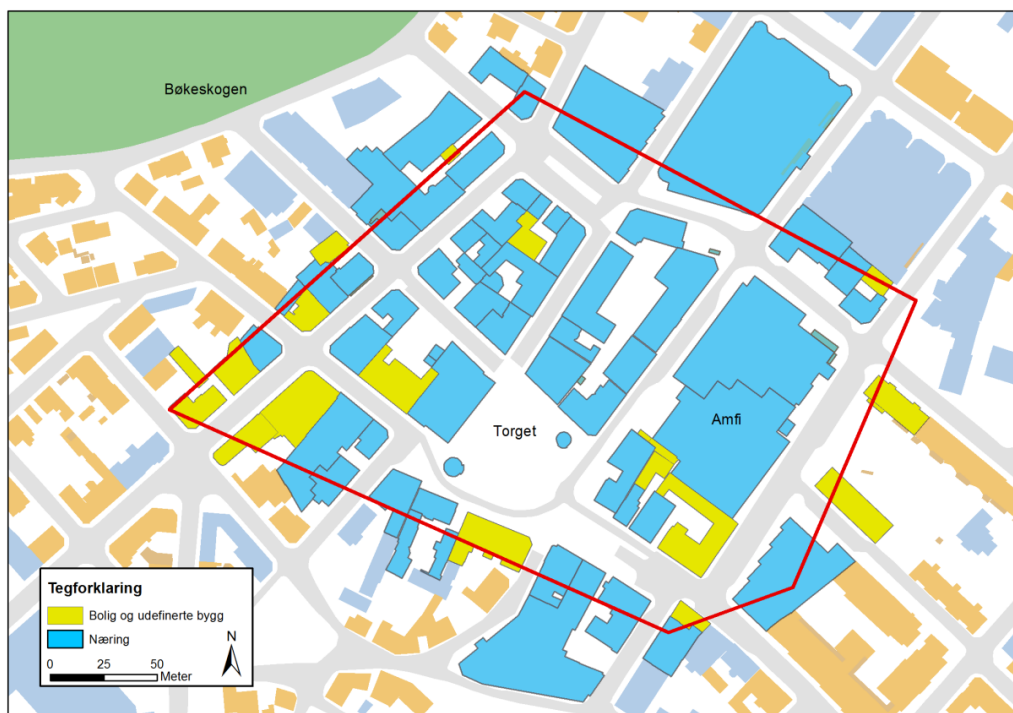 Bøkeskogen
Torget
Amfi
Tegforklaring
Bolig og udefinerte bygg
Næring
N
0 25 50
Meter